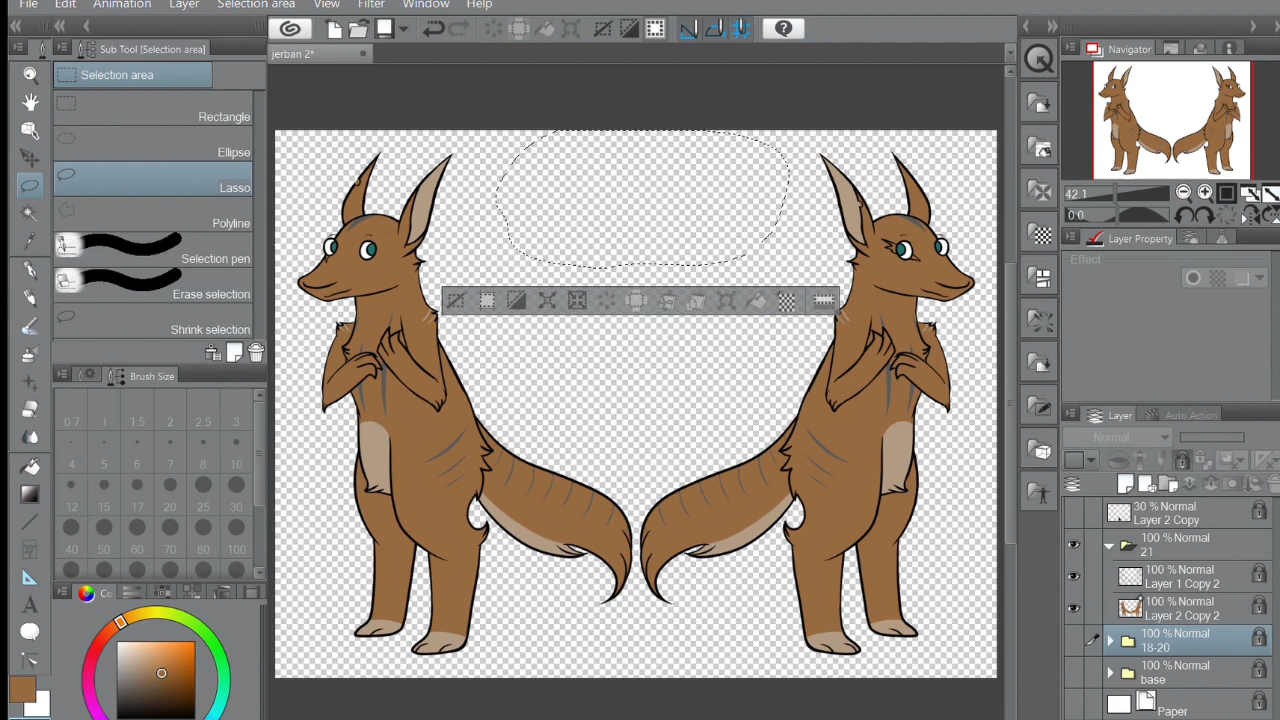 File Edit Animation Layer Selection area View Filter Window Help
Sub Tool [Selection area]
jerban 2*
Navigator
Selection area
Rectangle
Ellipse
Lasso
Polyline
Selection pen
Erase selection
Shrink selection
42.1
0.0
Layer Property
Effect
Brush Size
0.7 1 1.5 2 2.5 3
4 5 6 7 8 10
12 15 17 20 25 30
40 50 60 70 80 100
Layer Auto Action
Normal
30 % Normal
Layer 2 Copy
100 % Normal
21
100 % Normal
Layer 1 Copy 2
100 % Normal
Layer 2 Copy 2
100 % Normal
18-20
100 % Normal
base
Paper
Co